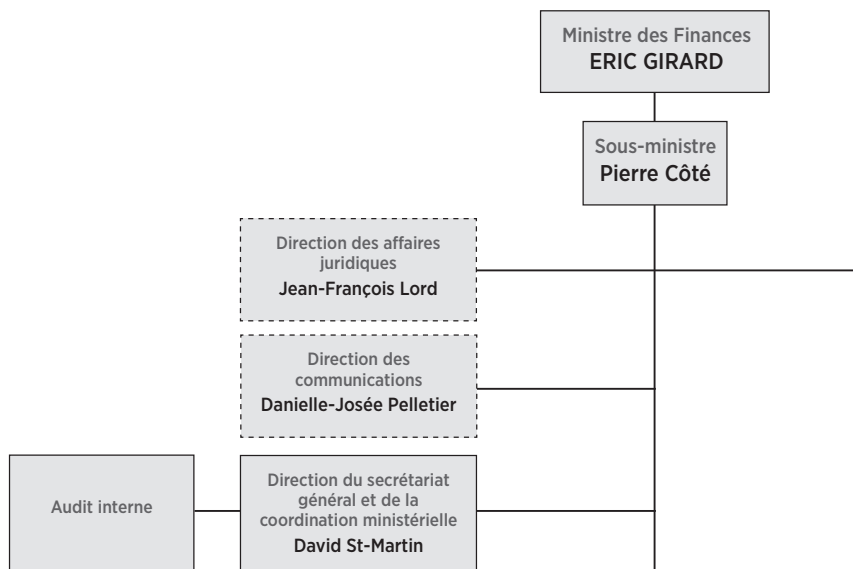 Ministre des Finances
ERIC GIRARD
Sous-ministre
Pierre Côté
Direction des affaires
juridiques
Jean-François Lord
Direction des
communications
Danielle-Josée Pelletier
Audit interne
Direction du secrétariat
général et de la
coordination ministérielle
David St-Martin